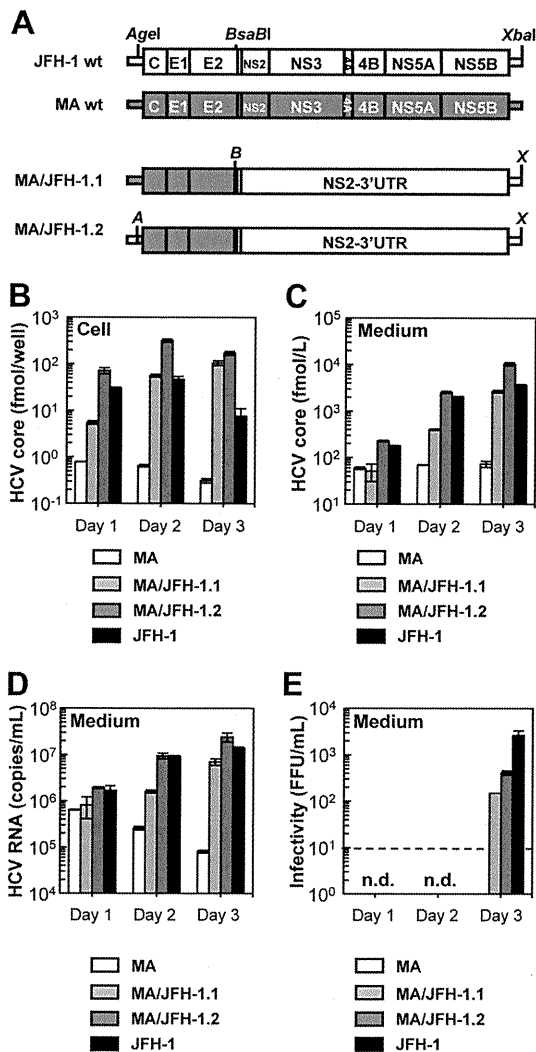 A
AgeI BsaBI XbaI
JFH-1 wt C E1 E2 NS2 NS3 4A 4B NS5A NS5B
MA wt C E1 E2 NS2 NS3 4A 4B NS5A NS5B
B X
MA/JFH-1.1 NS2-3'UTR
A X
MA/JFH-1.2 NS2-3'UTR
B
Cell
HCV core (fmol/well)
10³
10²
10¹
10⁰
10⁻¹
Day 1 Day 2 Day 3
MA
MA/JFH-1.1
MA/JFH-1.2
JFH-1
C
Medium
HCV core (fmol/L)
10⁵
10⁴
10³
10²
10¹
Day 1 Day 2 Day 3
MA
MA/JFH-1.1
MA/JFH-1.2
JFH-1
D
Medium
HCV RNA (copies/mL)
10⁸
10⁷
10⁶
10⁵
10⁴
Day 1 Day 2 Day 3
MA
MA/JFH-1.1
MA/JFH-1.2
JFH-1
E
Medium
Infectivity (FFU/mL)
10⁴
10³
10²
10¹
10⁰
n.d. n.d.
Day 1 Day 2 Day 3
MA
MA/JFH-1.1
MA/JFH-1.2
JFH-1